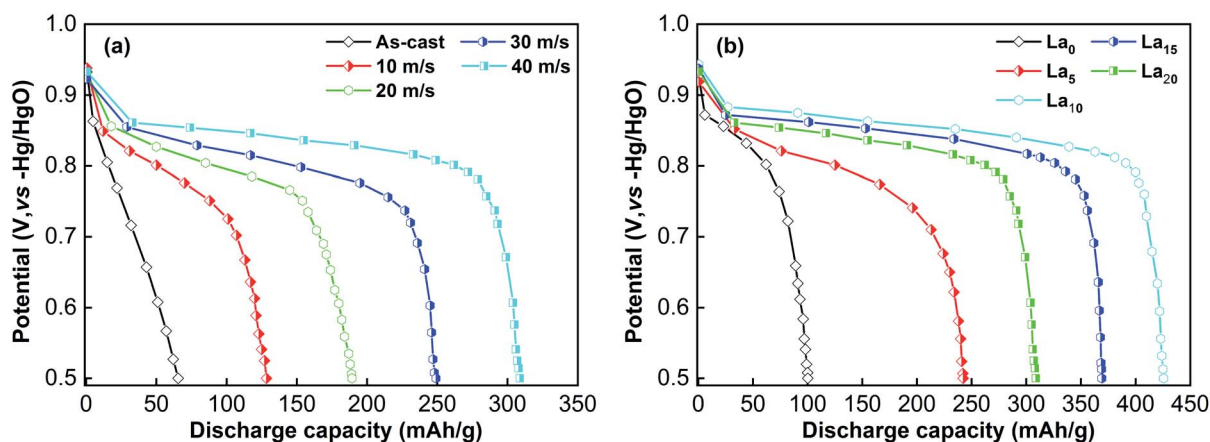 (a)
As-cast
10 m/s
20 m/s
30 m/s
40 m/s
1.0
0.9
0.8
0.7
0.6
0.5
Potential (V,vs -Hg/HgO)
0 50 100 150 200 250 300 350
Discharge capacity (mAh/g)
(b)
La₀
La₅
La₁₀
La₁₅
La₂₀
1.0
0.9
0.8
0.7
0.6
0.5
Potential (V,vs -Hg/HgO)
0 50 100 150 200 250 300 350 400 450
Discharge capacity (mAh/g)